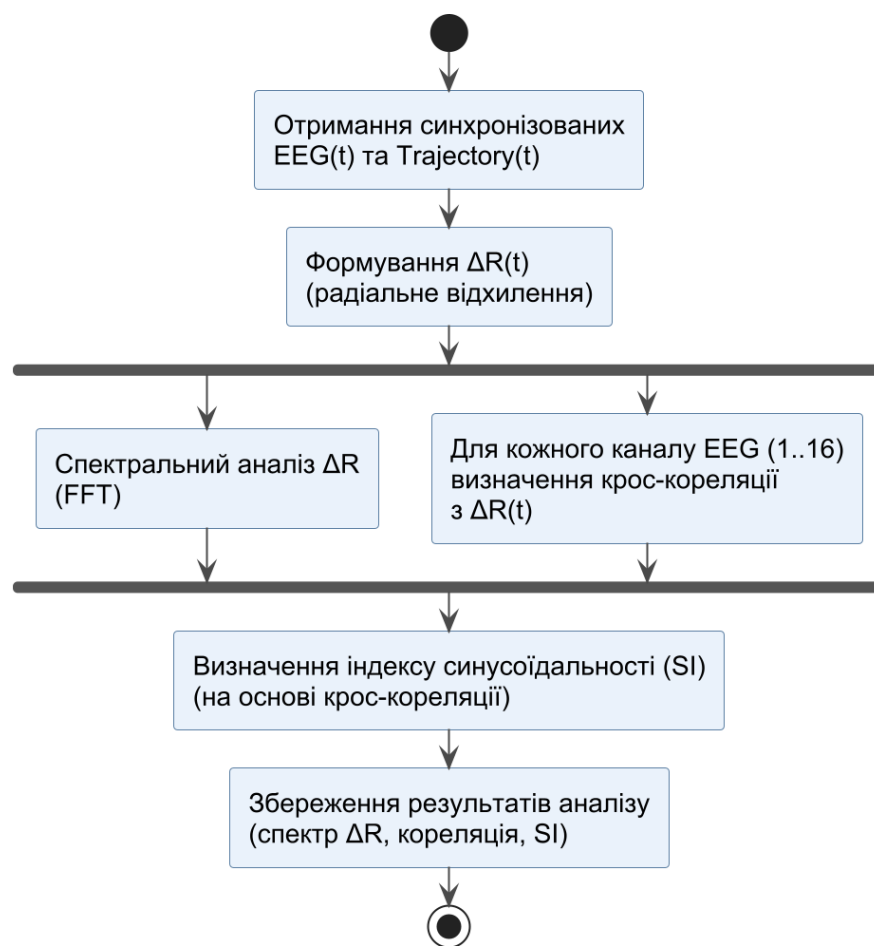 Отримання синхронізованих
EEG(t) та Trajectory(t)
Формування ΔR(t)
(радіальне відхилення)
Спектральний аналіз ΔR
(FFT)
Для кожного каналу EEG (1..16)
визначення крос-кореляції
з ΔR(t)
Визначення індексу синусоїдальності (SI)
(на основі крос-кореляції)
Збереження результатів аналізу
(спектр ΔR, кореляція, SI)